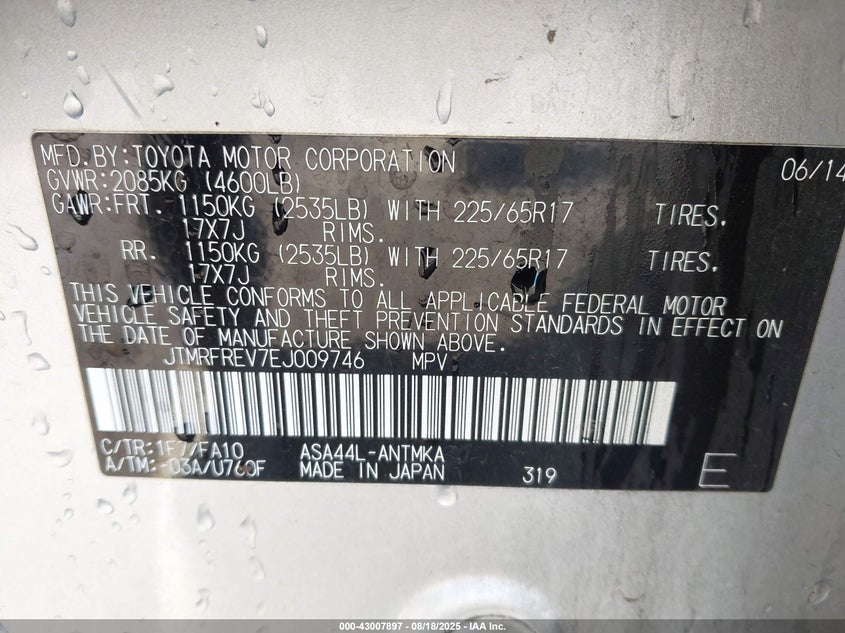 MFD. BY: TOYOTA MOTOR CORPORATION 06/14
GVWR: 2085KG (4600LB)
GAWR: FRT. 1150KG (2535LB) WITH 225/65R17 TIRES.
17X7J RIMS.
RR. 1150KG (2535LB) WITH 225/65R17 TIRES.
17X7J RIMS.
THIS VEHICLE CONFORMS TO ALL APPLICABLE FEDERAL MOTOR
VEHICLE SAFETY AND THEFT PREVENTION STANDARDS IN EFFECT ON
THE DATE OF MANUFACTURE SHOWN ABOVE.
JTMRFREV7EJ009746 MPV
C/TR: 1F7/FA10 ASA44L-ANTMKA
A/TM: -03A/U760F MADE IN JAPAN 319 E
000-43007897 - 08/18/2025 - IAA Inc.